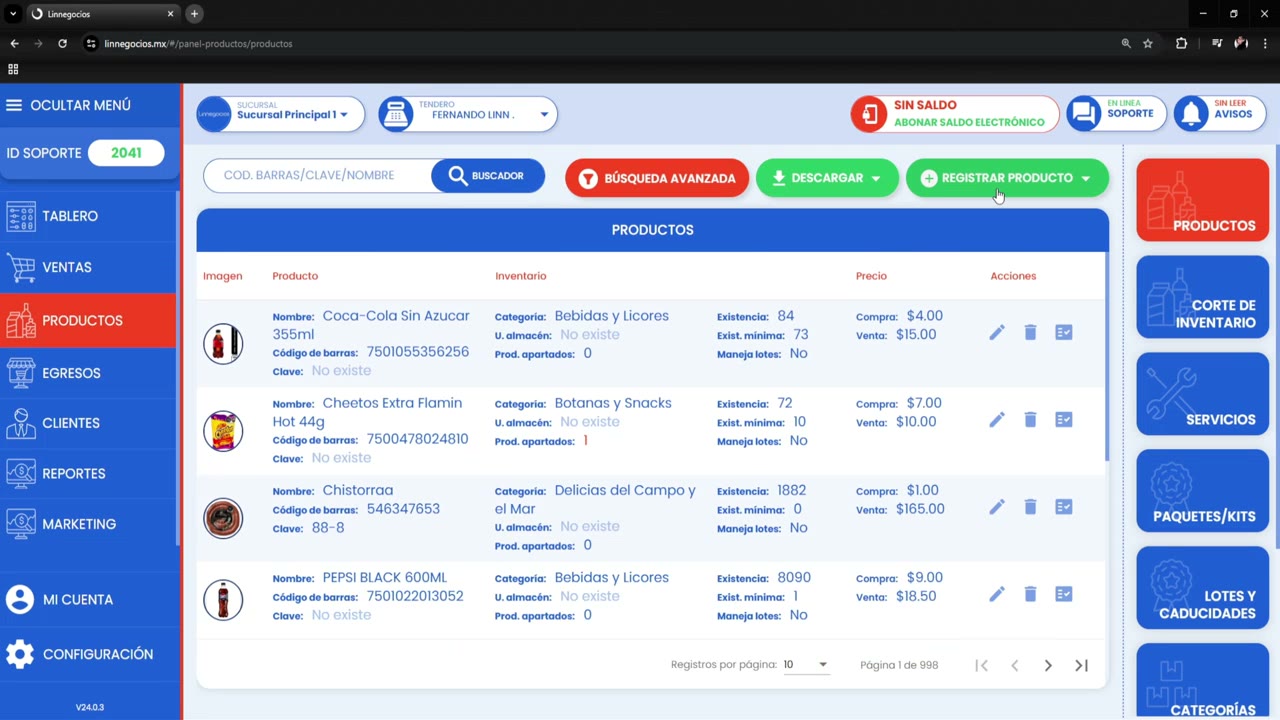 Linnegocios
linnegocios.mx/#/panel-productos/productos
OCULTAR MENÚ
ID SOPORTE 2041
TABLERO
VENTAS
PRODUCTOS
EGRESOS
CLIENTES
REPORTES
MARKETING
MI CUENTA
CONFIGURACIÓN
V24.0.3
SUCURSAL
Sucursal Principal 1
TENDERO
FERNANDO LINN .
SIN SALDO
ABONAR SALDO ELECTRÓNICO
EN LINEA
SOPORTE
SIN LEER
AVISOS
COD. BARRAS/CLAVE/NOMBRE
BUSCADOR
BÚSQUEDA AVANZADA
DESCARGAR
REGISTRAR PRODUCTO
PRODUCTOS
Imagen Producto Inventario Precio Acciones
Nombre: Coca-Cola Sin Azucar
355ml
Código de barras: 7501055356256
Clave: No existe
Categoria: Bebidas y Licores
U. almacén: No existe
Prod. apartados: 0
Existencia: 84
Exist. mínima: 73
Maneja lotes: No
Compra: $4.00
Venta: $15.00
Nombre: Cheetos Extra Flamin
Hot 44g
Código de barras: 7500478024810
Clave: No existe
Categoria: Botanas y Snacks
U. almacén: No existe
Prod. apartados: 1
Existencia: 72
Exist. mínima: 10
Maneja lotes: No
Compra: $7.00
Venta: $10.00
Nombre: Chistorraa
Código de barras: 546347653
Clave: 88-8
Categoria: Delicias del Campo y
el Mar
U. almacén: No existe
Prod. apartados: 0
Existencia: 1882
Exist. mínima: 0
Maneja lotes: No
Compra: $1.00
Venta: $165.00
Nombre: PEPSI BLACK 600ML
Código de barras: 7501022013052
Clave: No existe
Categoria: Bebidas y Licores
U. almacén: No existe
Prod. apartados: 0
Existencia: 8090
Exist. mínima: 1
Maneja lotes: No
Compra: $9.00
Venta: $18.50
Registros por página: 10
Página 1 de 998
PRODUCTOS
CORTE DE
INVENTARIO
SERVICIOS
PAQUETES/KITS
LOTES Y
CADUCIDADES
CATEGORÍAS